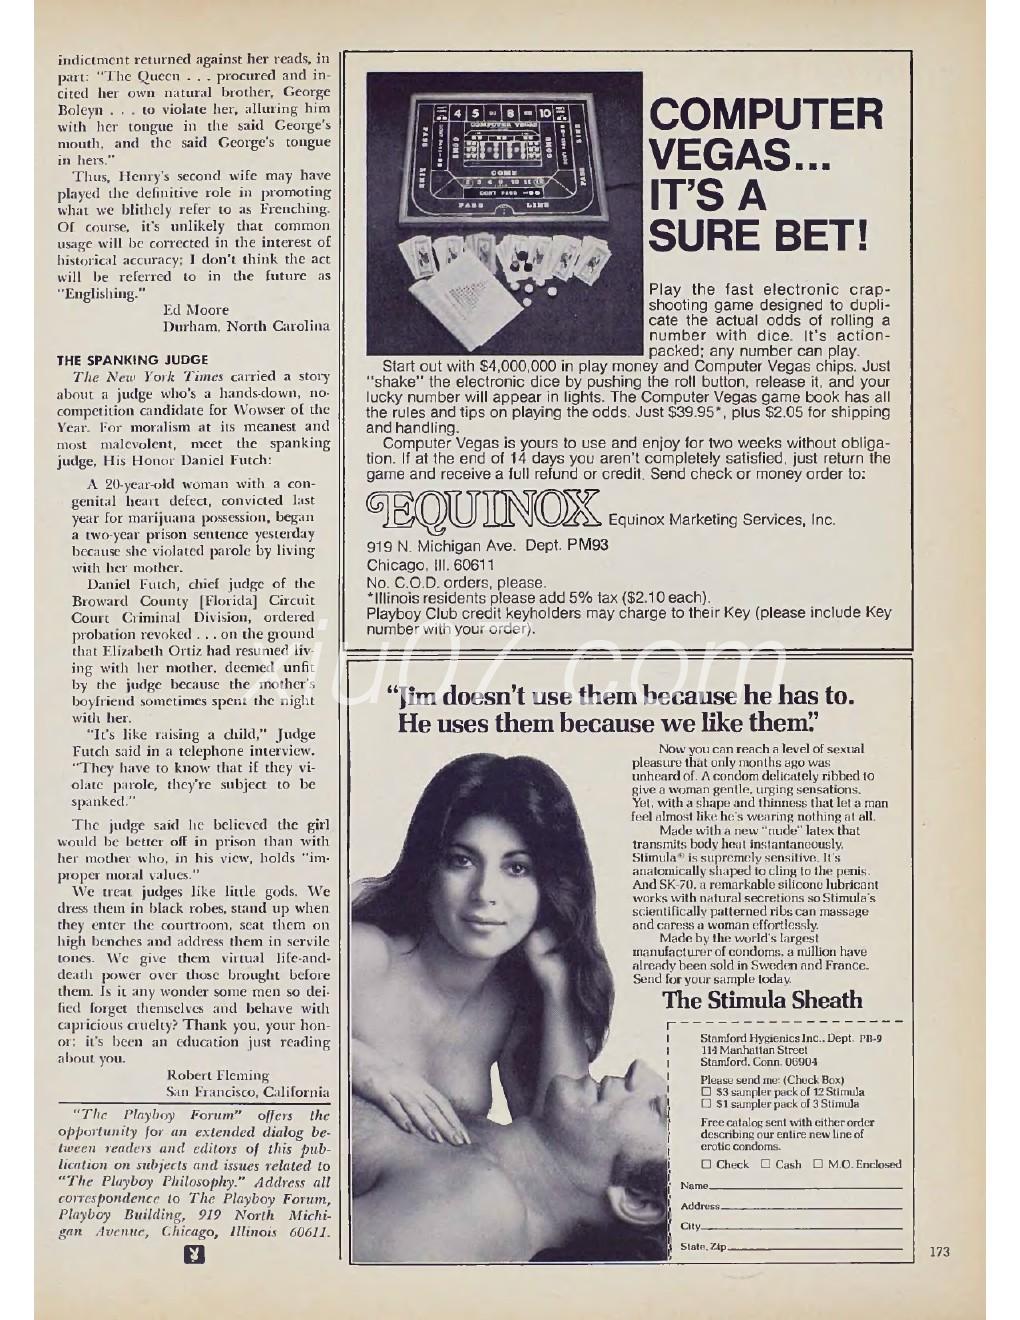 indictment returned against her reads, in
part: "The Queen . . . procured and in-
cited her own natural brother, George
Boleyn . . . to violate her, alluring him
with her tongue in the said George's
mouth, and the said George's tongue
in hers."
Thus, Henry's second wife may have
played the definitive role in promoting
what we blithely refer to as Frenching.
Of course, it's unlikely that common
usage will be corrected in the interest of
historical accuracy; I don't think the act
will be referred to in the future as
"Englishing."
Ed Moore
Durham, North Carolina
THE SPANKING JUDGE
The New York Times carried a story
about a judge who's a hands-down, no-
competition candidate for Wowser of the
Year. For moralism at its meanest and
most malevolent, meet the spanking
judge, His Honor Daniel Futch:
A 20-year-old woman with a con-
genital heart defect, convicted last
year for marijuana possession, began
a two-year prison sentence yesterday
because she violated parole by living
with her mother.
Daniel Futch, chief judge of the
Broward County [Florida] Circuit
Court Criminal Division, ordered
probation revoked . . . on the ground
that Elizabeth Ortiz had resumed liv-
ing with her mother, deemed unfit
by the judge because the mother's
boyfriend sometimes spent the night
with her.
"It's like raising a child," Judge
Futch said in a telephone interview.
"They have to know that if they vi-
olate parole, they're subject to be
spanked."
The judge said he believed the girl
would be better off in prison than with
her mother who, in his view, holds "im-
proper moral values."
We treat judges like little gods. We
dress them in black robes, stand up when
they enter the courtroom, seat them on
high benches and address them in servile
tones. We give them virtual life-and-
death power over those brought before
them. Is it any wonder some men so dei-
fied forget themselves and behave with
capricious cruelty? Thank you, your hon-
or; it's been an education just reading
about you.
Robert Fleming
San Francisco, California
"The Playboy Forum" offers the
opportunity for an extended dialog be-
tween readers and editors of this pub-
lication on subjects and issues related to
"The Playboy Philosophy." Address all
correspondence to The Playboy Forum,
Playboy Building, 919 North Michi-
gan Avenue, Chicago, Illinois 60611.
COMPUTER
VEGAS...
IT'S A
SURE BET!
4 5 8 10
COMPUTER VEGAS
COME
DON'T PASS
PASS LINE
Play the fast electronic crap-
shooting game designed to dupli-
cate the actual odds of rolling a
number with dice. It's action-
packed; any number can play.
Start out with $4,000,000 in play money and Computer Vegas chips. Just
"shake" the electronic dice by pushing the roll button, release it, and your
lucky number will appear in lights. The Computer Vegas game book has all
the rules and tips on playing the odds. Just $39.95*, plus $2.05 for shipping
and handling.
Computer Vegas is yours to use and enjoy for two weeks without obliga-
tion. If at the end of 14 days you aren't completely satisfied, just return the
game and receive a full refund or credit. Send check or money order to:
EQUINOX Equinox Marketing Services, Inc.
919 N. Michigan Ave. Dept. PM93
Chicago, Ill. 60611
No. C.O.D. orders, please.
*Illinois residents please add 5% tax ($2.10 each).
Playboy Club credit keyholders may charge to their Key (please include Key
number with your order).
xiu07.com
"Jim doesn't use them because he has to.
He uses them because we like them."
Now you can reach a level of sexual
pleasure that only months ago was
unheard of. A condom delicately ribbed to
give a woman gentle, urging sensations.
Yet, with a shape and thinness that let a man
feel almost like he's wearing nothing at all.
Made with a new "nude" latex that
transmits body heat instantaneously,
Stimula® is supremely sensitive. It's
anatomically shaped to cling to the penis.
And SK-70, a remarkable silicone lubricant
works with natural secretions so Stimula's
scientifically patterned ribs can massage
and caress a woman effortlessly.
Made by the world's largest
manufacturer of condoms, a million have
already been sold in Sweden and France.
Send for your sample today.
The Stimula Sheath
Stamford Hygienics Inc., Dept. PB-9
114 Manhattan Street
Stamford, Conn. 06904
Please send me: (Check Box)
$3 sampler pack of 12 Stimula
$1 sampler pack of 3 Stimula
Free catalog sent with either order
describing our entire new line of
erotic condoms.
Check Cash M.O. Enclosed
Name
Address
City
State, Zip
173